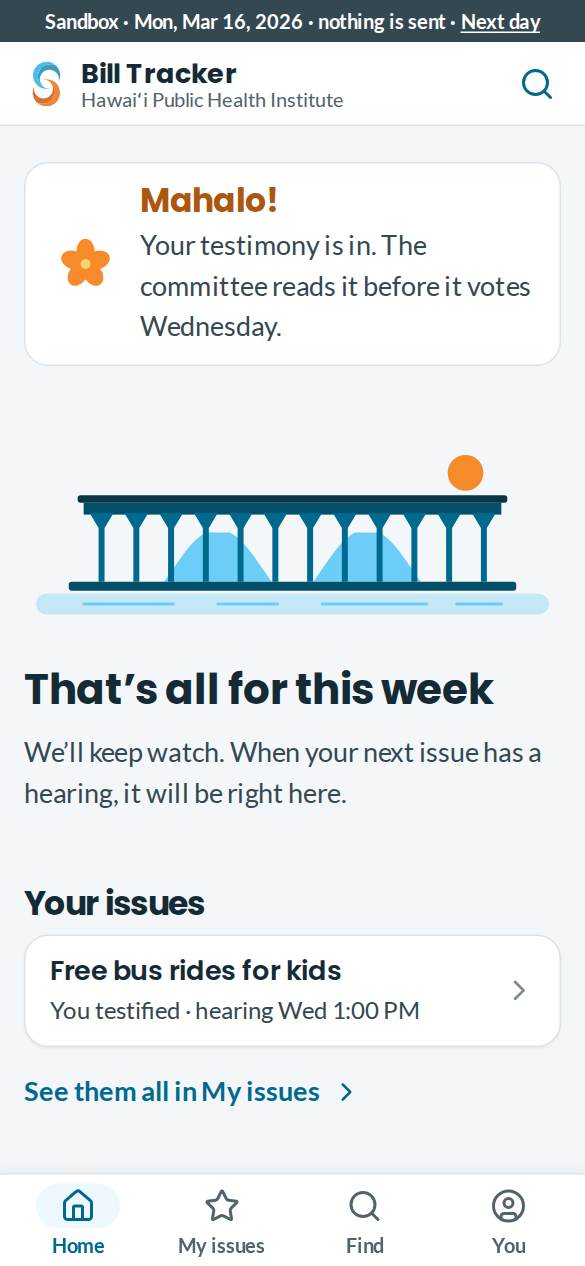 Sandbox · Mon, Mar 16, 2026 · nothing is sent · Next day
Bill Tracker
Hawaiʻi Public Health Institute
Mahalo!
Your testimony is in. The
committee reads it before it votes
Wednesday.
That’s all for this week
We’ll keep watch. When your next issue has a
hearing, it will be right here.
Your issues
Free bus rides for kids
You testified · hearing Wed 1:00 PM
See them all in My issues
Home
My issues
Find
You